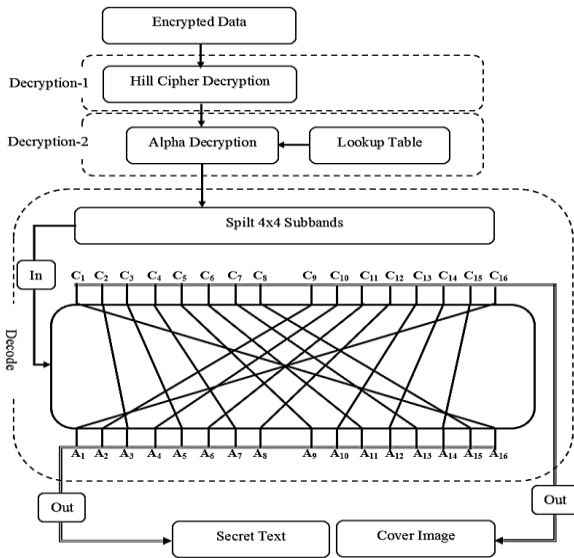 Encrypted Data
Decryption-1
Hill Cipher Decryption
Decryption-2
Alpha Decryption
Lookup Table
Spilt 4x4 Subbands
In
C1 C2 C3 C4 C5 C6 C7 C8 C9 C10 C11 C12 C13 C14 C15 C16
Decode
A1 A2 A3 A4 A5 A6 A7 A8 A9 A10 A11 A12 A13 A14 A15 A16
Out
Out
Secret Text
Cover Image